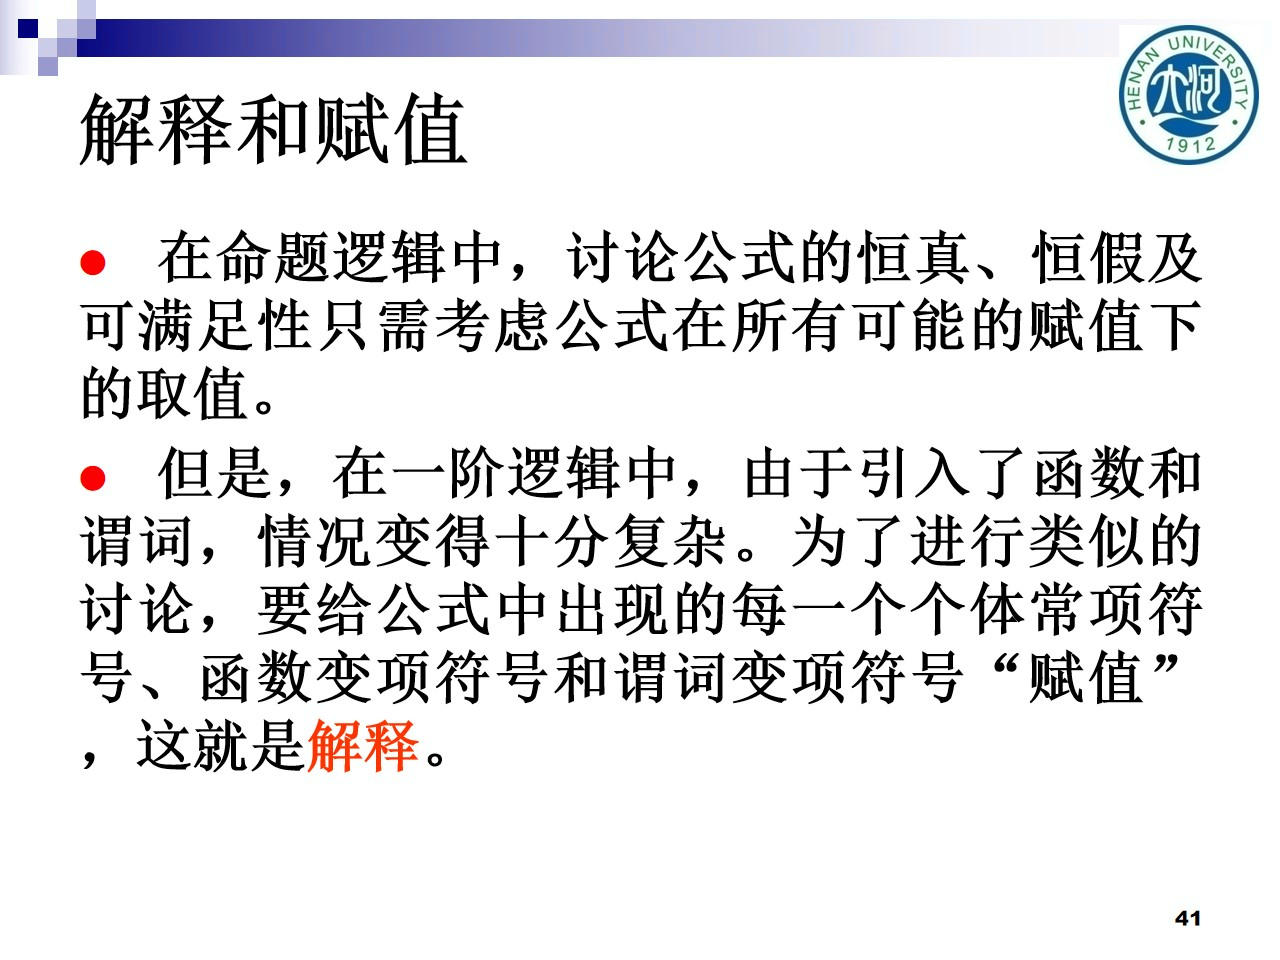 HENAN UNIVERSITY
大河
1912
解释和赋值
● 在命题逻辑中，讨论公式的恒真、恒假及
可满足性只需考虑公式在所有可能的赋值下
的取值。
● 但是，在一阶逻辑中，由于引入了函数和
谓词，情况变得十分复杂。为了进行类似的
讨论，要给公式中出现的每一个个体常项符
号、函数变项符号和谓词变项符号“赋值”
，这就是解释。
41